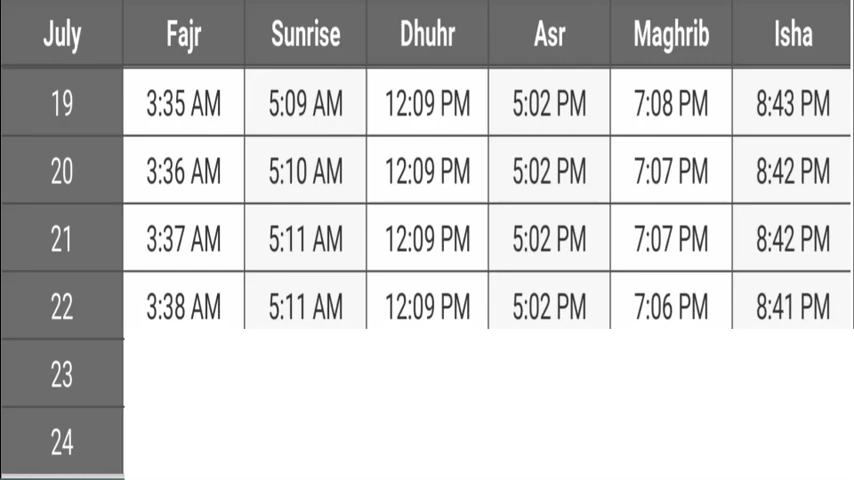 July Fajr Sunrise Dhuhr Asr Maghrib Isha
19 3:35 AM 5:09 AM 12:09 PM 5:02 PM 7:08 PM 8:43 PM
20 3:36 AM 5:10 AM 12:09 PM 5:02 PM 7:07 PM 8:42 PM
21 3:37 AM 5:11 AM 12:09 PM 5:02 PM 7:07 PM 8:42 PM
22 3:38 AM 5:11 AM 12:09 PM 5:02 PM 7:06 PM 8:41 PM
23
24